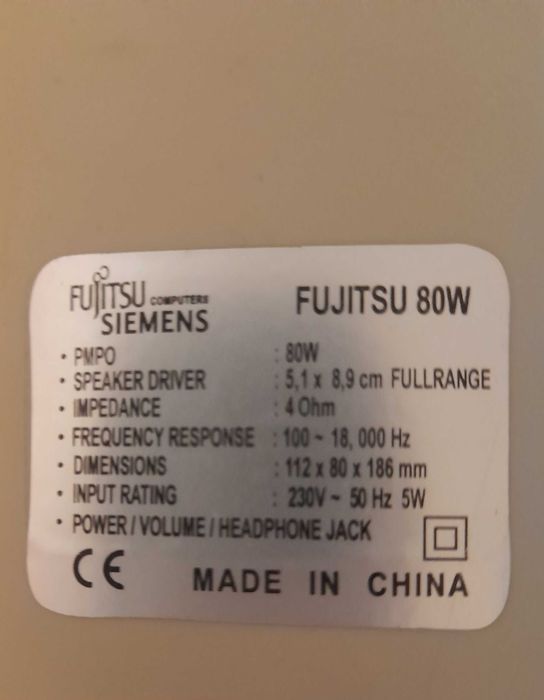 FUJITSU COMPUTERS
SIEMENS
FUJITSU 80W
• PMPO : 80W
• SPEAKER DRIVER : 5,1 x 8,9 cm FULLRANGE
• IMPEDANCE : 4 Ohm
• FREQUENCY RESPONSE : 100 ~ 18, 000 Hz
• DIMENSIONS : 112 x 80 x 186 mm
• INPUT RATING : 230V ~ 50 Hz 5W
• POWER / VOLUME / HEADPHONE JACK
CE MADE IN CHINA